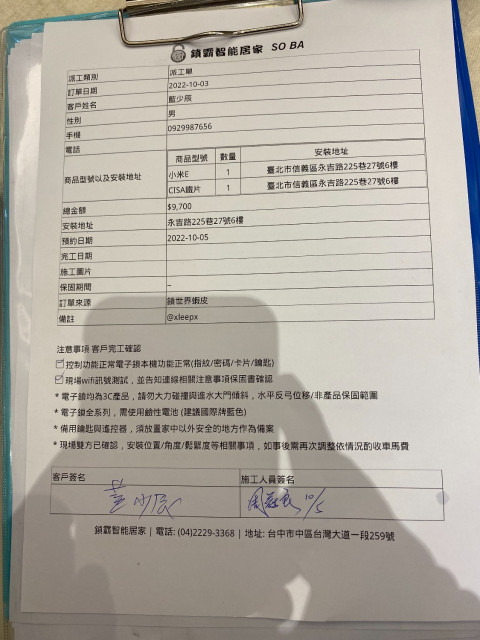 鎖霸智能居家 SO BA
派工類別 派工單
訂單日期 2022-10-03
客戶姓名 藍少辰
性別 男
手機 0929987656
電話
商品型號以及安裝地址
商品型號 數量 安裝地址
小米E 1 臺北市信義區永吉路225巷27號6樓
CISA鐵片 1 臺北市信義區永吉路225巷27號6樓
總金額 $9,700
安裝地址 永吉路225巷27號6樓
預約日期 2022-10-05
完工日期
施工圖片
保固期間 –
訂單來源 鎖世界蝦皮
備註 @xleepx
注意事項 客戶完工確認
控制功能正常電子鎖本機功能正常(指紋/密碼/卡片/鑰匙)
現場wifi訊號測試，並告知連線相關注意事項保固書確認
* 電子鎖均為3C產品，請勿大力碰撞與進水大門傾斜，水平反弓位移/非產品保固範圍
* 電子鎖全系列，需使用鹼性電池 (建議國際牌藍色)
* 備用鑰匙與遙控器，須放置家中以外安全的地方作為備案
* 現場雙方已確認，安裝位置/角度/鬆緊度等相關事項，如事後需再次調整依情況酌收車馬費
客戶簽名 施工人員簽名
10/5
鎖霸智能居家 | 電話: (04)2229-3368 | 地址: 台中市中區台灣大道一段259號